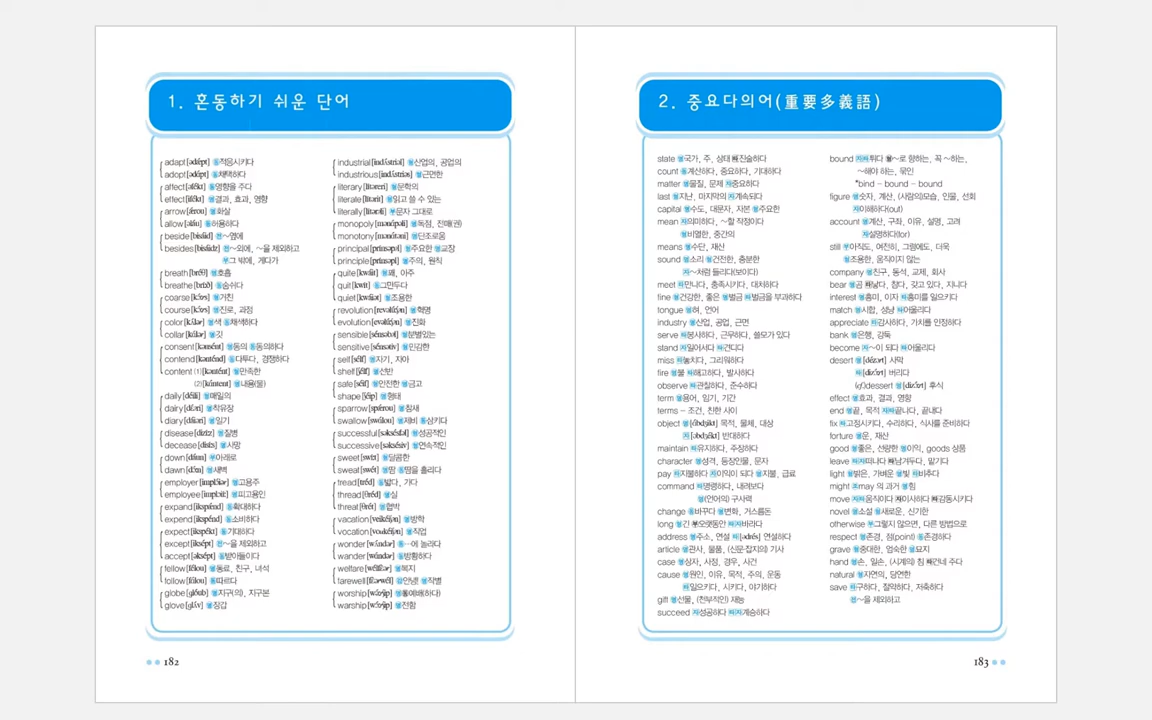 1. 혼동하기 쉬운 단어
adapt 동 적응시키다
adopt 동 채택하다
affect 동 영향을 주다
effect 명 결과, 효과, 영향
arrow 명 화살
allow 동 허용하다
beside 전 ~옆에
besides 전 ~외에, ~을 제외하고
부 그 밖에, 게다가
breath 명 호흡
breathe 동 숨쉬다
coarse 형 거친
course 명 진로, 과정
color 명 색 동 채색하다
collar 명 깃
consent 명 동의 동 동의하다
contend 동 다투다, 경쟁하다
content (1) 형 만족한
(2) 명 내용(물)
daily 형 매일의
dairy 명 착유장
diary 명 일기
disease 명 질병
decease 명 사망
down 부 아래로
dawn 명 새벽
employer 명 고용주
employee 명 피고용인
expand 동 확대하다
expend 동 소비하다
expect 동 기대하다
except 전 ~을 제외하고
accept 동 받아들이다
fellow 명 동료, 친구, 녀석
follow 동 따르다
globe 명 지구(의), 지구본
glove 명 장갑
industrial 형 산업의, 공업의
industrious 형 근면한
literary 형 문학의
literate 형 읽고 쓸 수 있는
literally 부 문자 그대로
monopoly 명 독점, 전매(권)
monotony 명 단조로움
principal 형 주요한 명 교장
principle 명 주의, 원칙
quite 부 꽤, 아주
quit 동 그만두다
quiet 형 조용한
revolution 명 혁명
evolution 명 진화
sensible 형 분별있는
sensitive 형 민감한
self 명 자기, 자아
shelf 명 선반
safe 형 안전한 명 금고
shape 명 형태
sparrow 명 참새
swallow 명 제비 동 삼키다
successful 형 성공적인
successive 형 연속적인
sweet 형 달콤한
sweat 명 땀 동 땀을 흘리다
tread 동 밟다, 가다
thread 명 실
threat 명 협박
vacation 명 방학
vocation 명 직업
wonder 동 …에 놀라다
wander 동 방황하다
welfare 명 복지
farewell 감 안녕 명 작별
worship 명 예배(하다)
warship 명 전함
182
2. 중요다의어(重要多義語)
state 명 국가, 주, 상태 타 진술하다
count 동 계산하다, 중요하다, 기대하다
matter 명 물질, 문제 자 중요하다
last 형 지난, 마지막의 자 계속되다
capital 명 수도, 대문자, 자본 형 주요한
mean 타 의미하다, ~할 작정이다
형 비열한, 중간의
means 명 수단, 재산
sound 명 소리 형 건전한, 충분한
자 ~처럼 들리다(보이다)
meet 타 만나다, 충족시키다, 대처하다
fine 형 건강한, 좋은 명 벌금 타 벌금을 부과하다
tongue 명 혀, 언어
industry 명 산업, 공업, 근면
serve 타 봉사하다, 근무하다, 쓸모가 있다
stand 자 일어서다 타 견디다
miss 타 놓치다, 그리워하다
fire 명 불 타 해고하다, 발사하다
observe 타 관찰하다, 준수하다
term 명 용어, 임기, 기간
terms - 조건, 친한 사이
object 명 [ábdʒikt] 목적, 물체, 대상
자 [əbdʒékt] 반대하다
maintain 타 유지하다, 주장하다
character 명 성격, 등장인물, 문자
pay 타 지불하다 자 이익이 되다 명 지불, 급료
command 타 명령하다, 내려보다
명 (언어의) 구사력
change 동 바꾸다 명 변화, 거스름돈
long 형 긴 부 오랫동안 자 바라다
address 명 주소, 연설 타 [ədrés] 연설하다
article 명 관사, 물품, (신문·잡지의) 기사
case 명 상자, 사정, 경우, 사건
cause 명 원인, 이유, 목적, 주의, 운동
타 일으키다, 시키다, 야기하다
gift 명 선물, (천부적인) 재능
succeed 자 성공하다 타자 계승하다
bound 자타 튀다 형 ~로 향하는, 꼭 ~하는,
~해야 하는, 묶인
*bind – bound – bound
figure 명 숫자, 계산, (사람의)모습, 인물, 선회
자 이해하다(out)
account 명 계산, 구좌, 이유, 설명, 고려
자 설명하다(for)
still 부 아직도, 여전히, 그럼에도, 더욱
형 조용한, 움직이지 않는
company 명 친구, 동석, 교제, 회사
bear 명 곰 타 낳다, 참다, 갖고 있다, 지니다
interest 명 흥미, 이자 타 흥미를 일으키다
match 명 시합, 성냥 타 어울리다
appreciate 타 감사하다, 가치를 인정하다
bank 명 은행, 강둑
become 자 ~이 되다 타 어울리다
desert 명 [dézərt] 사막
타 [dizə́ːrt] 버리다
(cf) dessert 명 [dizə́ːrt] 후식
effect 명 효과, 결과, 영향
end 명 끝, 목적 자타 끝나다, 끝내다
fix 타 고정시키다, 수리하다, 식사를 준비하다
fortune 명 운, 재산
good 형 좋은, 선량한 명 이익, goods 상품
leave 타자 떠나다 타 남겨두다, 맡기다
light 형 밝은, 가벼운 명 빛 타 비추다
might 조 may 의 과거 명 힘
move 자타 움직이다 자 이사하다 타 감동시키다
novel 명 소설 형 새로운, 신기한
otherwise 부 그렇지 않으면, 다른 방법으로
respect 명 존경, 점(point) 동 존경하다
grave 형 중대한, 엄숙한 명 묘지
hand 명 손, 일손, (시계의) 침 타 건네 주다
natural 형 자연의, 당연한
save 타 구하다, 절약하다, 저축하다
전 ~을 제외하고
183